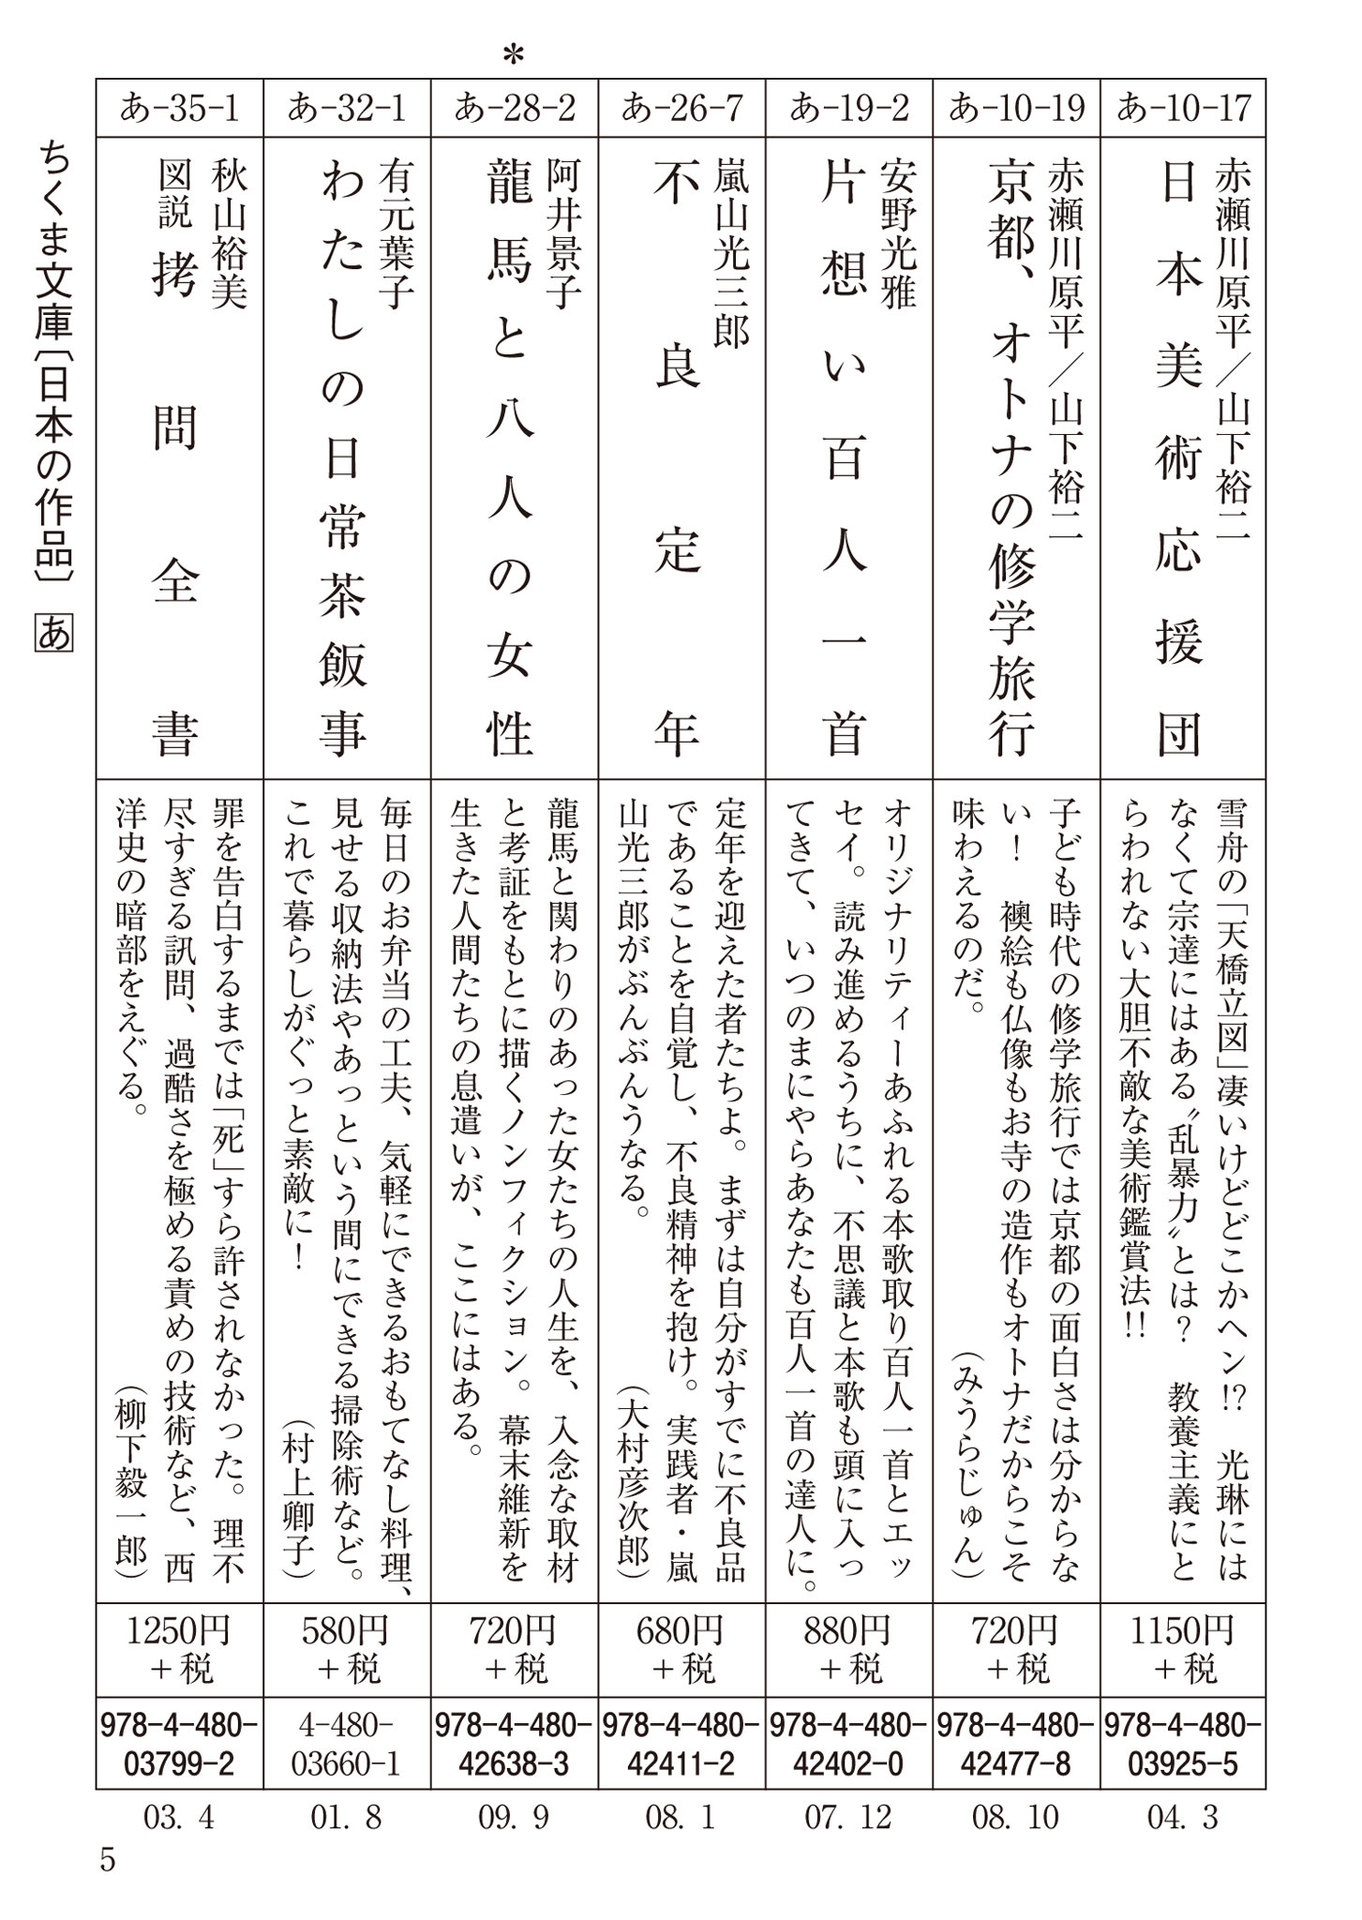 あ-10-17
赤瀬川原平／山下裕二
日本美術応援団
雪舟の「天橋立図」凄いけどどこかヘン!?　光琳には
なくて宗達にはある〝乱暴力〟とは？　教養主義にと
らわれない大胆不敵な美術鑑賞法!!
1150円
＋税
978-4-480-
03925-5
04. 3
あ-10-19
赤瀬川原平／山下裕二
京都、オトナの修学旅行
子ども時代の修学旅行では京都の面白さは分からな
い！　襖絵も仏像もお寺の造作もオトナだからこそ
味わえるのだ。（みうらじゅん）
720円
＋税
978-4-480-
42477-8
08. 10
あ-19-2
安野光雅
片想い百人一首
オリジナリティーあふれる本歌取り百人一首とエッ
セイ。読み進めるうちに、不思議と本歌も頭に入っ
てきて、いつのまにやらあなたも百人一首の達人に。
880円
＋税
978-4-480-
42402-0
07. 12
あ-26-7
嵐山光三郎
不良定年
定年を迎えた者たちよ。まずは自分がすでに不良品
であることを自覚し、不良精神を抱け。実践者・嵐
山光三郎がぶんぶんうなる。（大村彦次郎）
680円
＋税
978-4-480-
42411-2
08. 1
＊
あ-28-2
阿井景子
龍馬と八人の女性
龍馬と関わりのあった女たちの人生を、入念な取材
と考証をもとに描くノンフィクション。幕末維新を
生きた人間たちの息遣いが、ここにはある。
720円
＋税
978-4-480-
42638-3
09. 9
あ-32-1
有元葉子
わたしの日常茶飯事
毎日のお弁当の工夫、気軽にできるおもてなし料理、
見せる収納法やあっという間にできる掃除術など。
これで暮らしがぐっと素敵に！（村上卿子）
580円
＋税
4-480-
03660-1
01. 8
あ-35-1
秋山裕美
図説 拷問全書
罪を告白するまでは「死」すら許されなかった。理不
尽すぎる訊問、過酷さを極める責めの技術など、西
洋史の暗部をえぐる。（柳下毅一郎）
1250円
＋税
978-4-480-
03799-2
03. 4
ちくま文庫〔日本の作品〕 あ
5